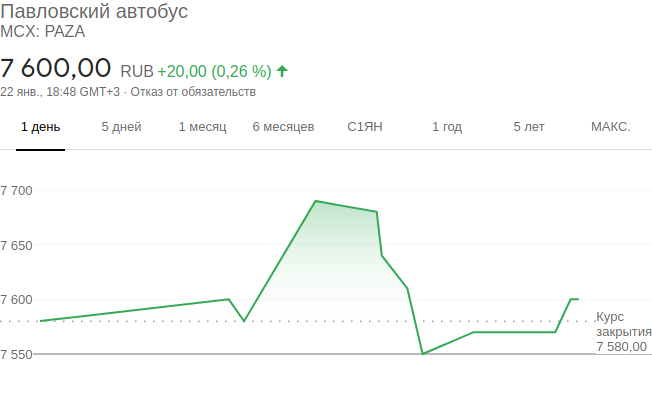 Павловский автобус
MCX: PAZA
7 600,00 RUB +20,00 (0,26 %)
22 янв., 18:48 GMT+3 · Отказ от обязательств
1 день 5 дней 1 месяц 6 месяцев С1ЯН 1 год 5 лет МАКС.
7 700
7 650
7 600
Курс
закрытия
7 580,00
7 550